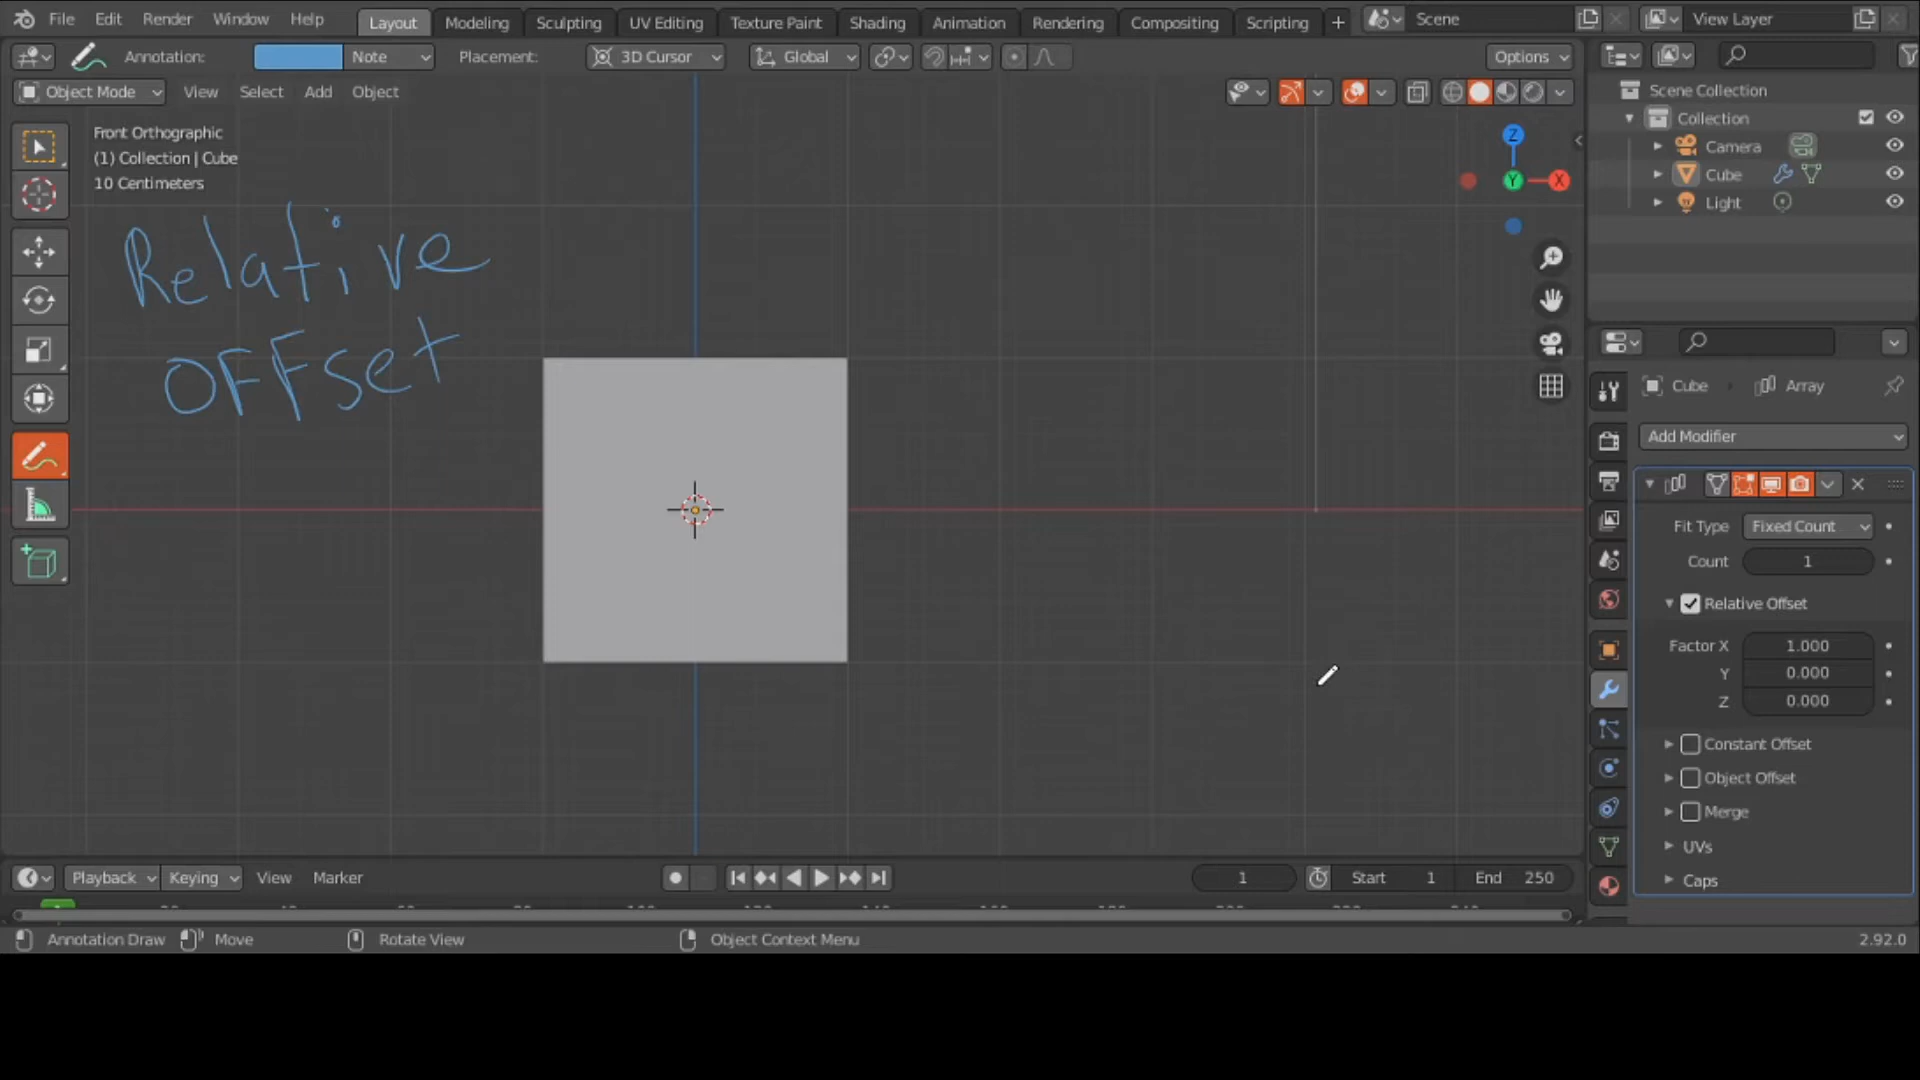 File Edit Render Window Help Layout Modeling Sculpting UV Editing Texture Paint Shading Animation Rendering Compositing Scripting + Scene View Layer
Annotation: Note Placement: 3D Cursor Global Options
Object Mode View Select Add Object
Scene Collection
Collection
Camera
Cube
Light
Front Orthographic
(1) Collection | Cube
10 Centimeters
Z
Y
X
Relative
OFFset
Cube Array
Add Modifier
Fit Type Fixed Count
Count 1
Relative Offset
Factor X 1.000
Y 0.000
Z 0.000
Constant Offset
Object Offset
Merge
UVs
Caps
Playback Keying View Marker 1 Start 1 End 250
Annotation Draw Move Rotate View Object Context Menu 2.92.0